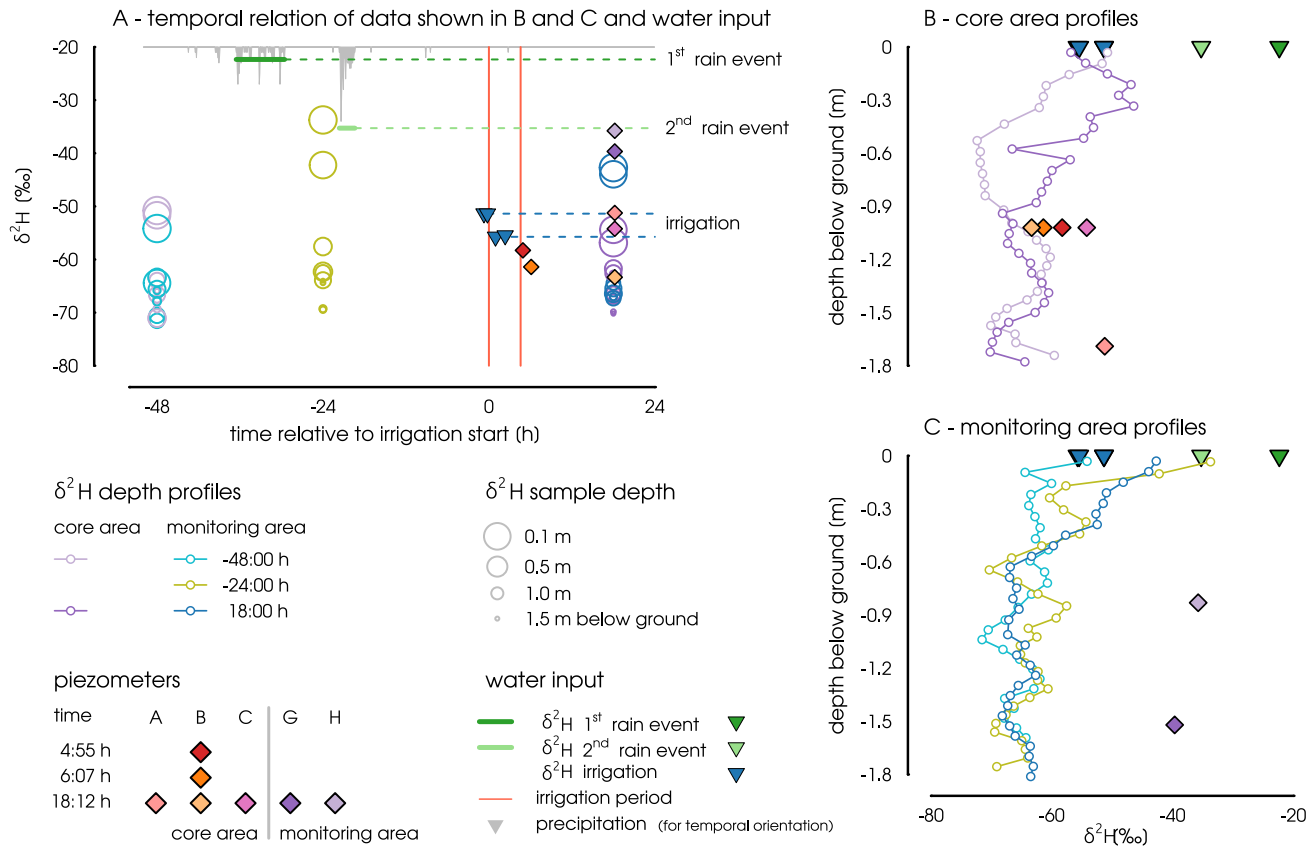 A - temporal relation of data shown in B and C and water input
-20
-30
-40
-50
-60
-70
-80
δ²H (‰)
1st rain event
2nd rain event
irrigation
-48
-24
0
24
time relative to irrigation start (h)
B - core area profiles
0
-0.3
-0.6
-0.9
-1.2
-1.5
-1.8
depth below ground (m)
C - monitoring area profiles
0
-0.3
-0.6
-0.9
-1.2
-1.5
-1.8
depth below ground (m)
-80
-60
-40
-20
δ²H(‰)
δ²H depth profiles
core area monitoring area
-48:00 h
-24:00 h
18:00 h
δ²H sample depth
0.1 m
0.5 m
1.0 m
1.5 m below ground
piezometers
time A B C G H
4:55 h
6:07 h
18:12 h
core area monitoring area
water input
δ²H 1st rain event
δ²H 2nd rain event
δ²H irrigation
irrigation period
precipitation (for temporal orientation)